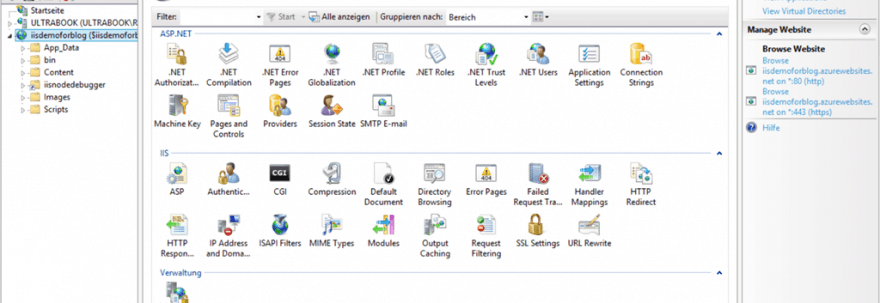 Startseite
ULTRABOOK (ULTRABOOK\R
iisdemoforblog ($iisdemoforb
App_Data
bin
Content
iisnodedebugger
Images
Scripts
Filter:
Start
Alle anzeigen
Gruppieren nach:
Bereich
ASP.NET
.NET Authorizat...
.NET Compilation
.NET Error Pages
.NET Globalization
.NET Profile
.NET Roles
.NET Trust Levels
.NET Users
Application Settings
Connection Strings
Machine Key
Pages and Controls
Providers
Session State
SMTP E-mail
IIS
ASP
Authentic...
CGI
Compression
Default Document
Directory Browsing
Error Pages
Failed Request Tra...
Handler Mappings
HTTP Redirect
HTTP Respon...
IP Address and Doma...
ISAPI Filters
MIME Types
Modules
Output Caching
Request Filtering
SSL Settings
URL Rewrite
Verwaltung
View Virtual Directories
Manage Website
Browse Website
Browse
iisdemoforblog.azurewebsites.
net on *:80 (http)
Browse
iisdemoforblog.azurewebsites.
net on *:443 (https)
Hilfe